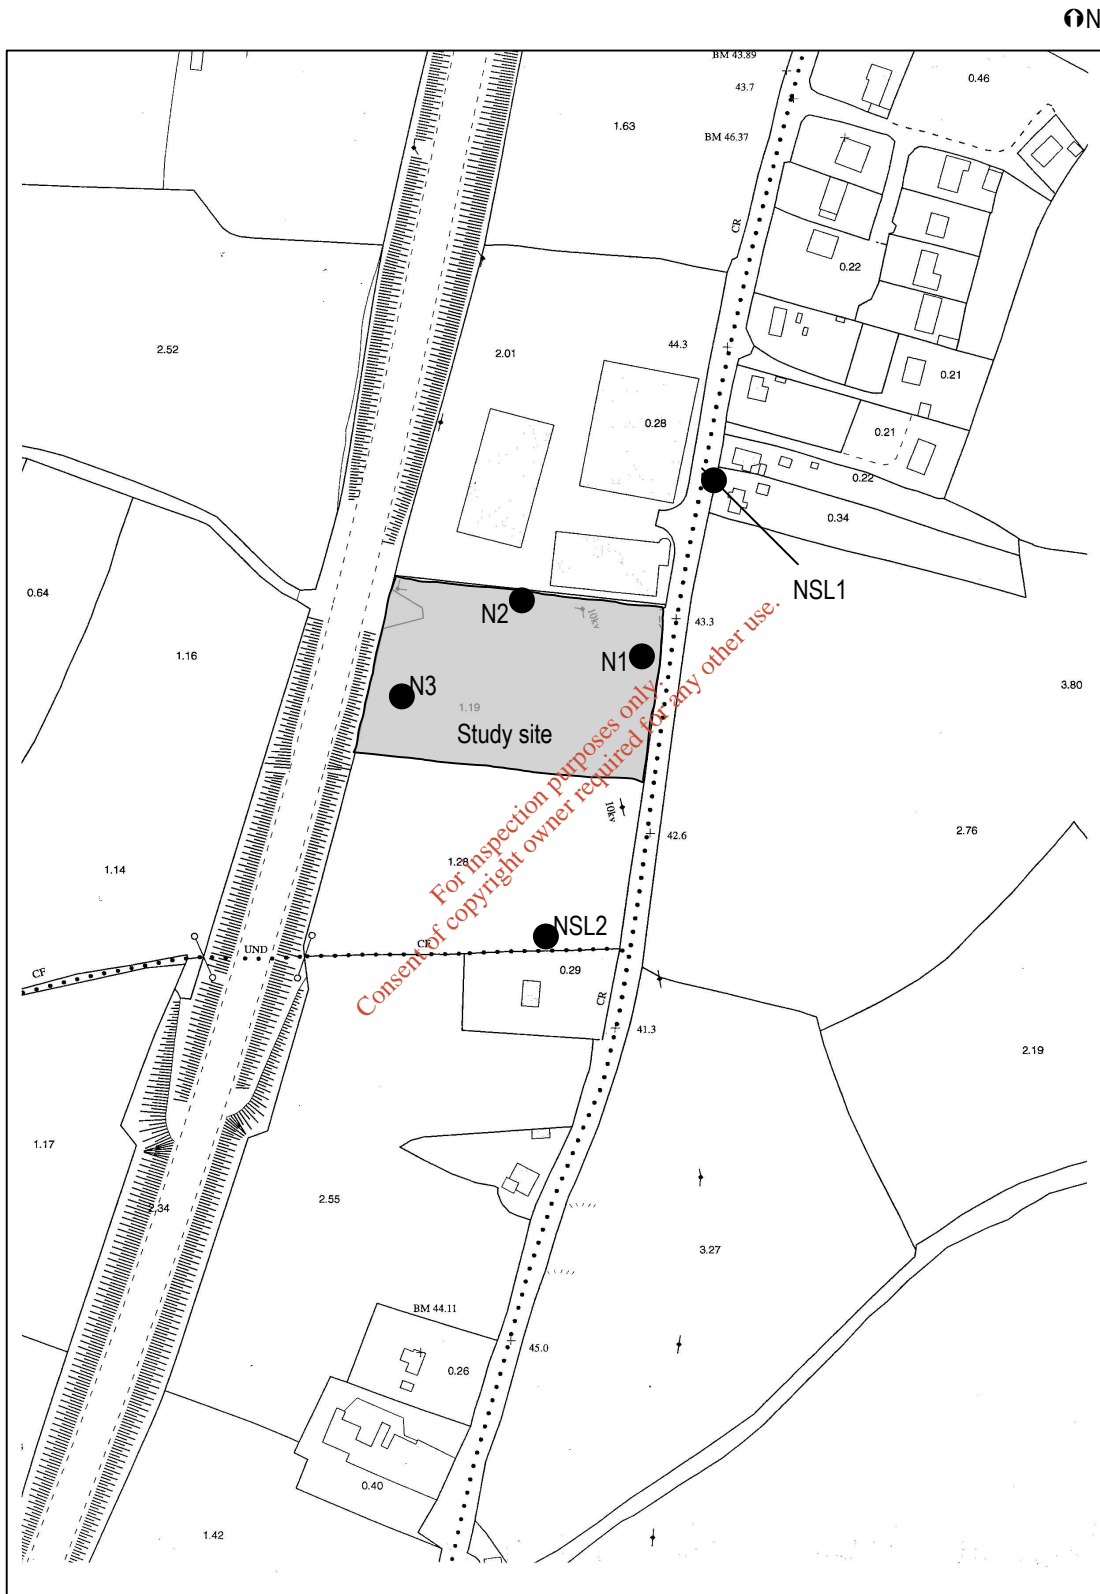 N
BM 43.89
43.7
0.46
1.63
BM 46.37
CR
0.22
2.52
2.01
44.3
0.21
0.28
0.21
0.22
0.34
NSL1
0.64
N2
10kv
43.3
1.16
N1
N3
1.19
3.80
Study site
For inspection purposes only.
Consent of copyright owner required for any other use.
10kv
42.6
2.76
1.28
1.14
NSL2
UND
CF
CF
0.29
CR
41.3
2.19
1.17
2.55
2.34
3.27
BM 44.11
45.0
0.26
0.40
1.42